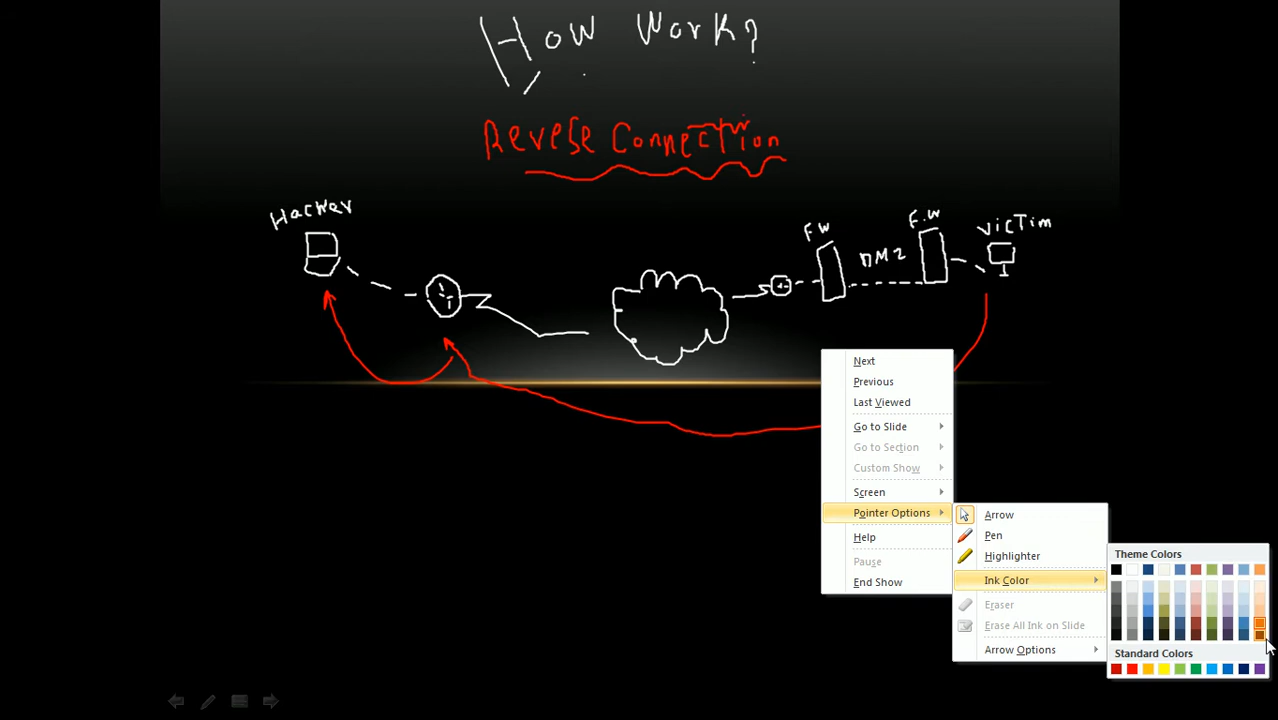 How Work?
Revese Connection
Hacker
FW
F.W
DMZ
vicTim
Next
Previous
Last Viewed
Go to Slide
Go to Section
Custom Show
Screen
Pointer Options
Help
Pause
End Show
Arrow
Pen
Highlighter
Ink Color
Eraser
Erase All Ink on Slide
Arrow Options
Theme Colors
Standard Colors